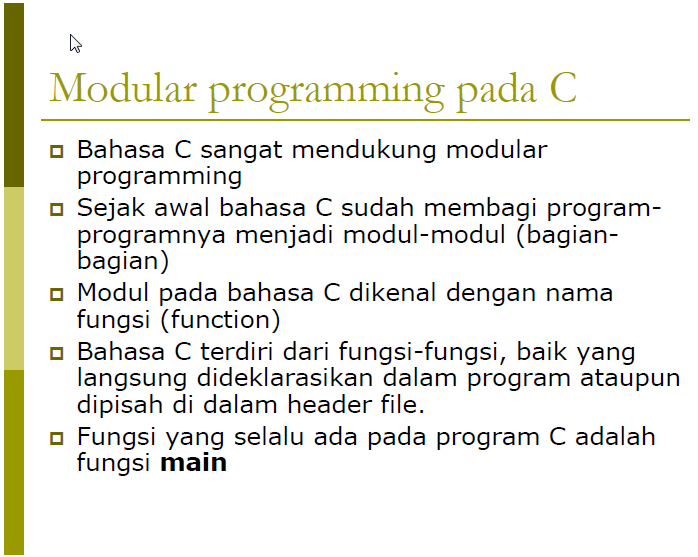 Modular programming pada C
Bahasa C sangat mendukung modular
programming
Sejak awal bahasa C sudah membagi program-
programnya menjadi modul-modul (bagian-
bagian)
Modul pada bahasa C dikenal dengan nama
fungsi (function)
Bahasa C terdiri dari fungsi-fungsi, baik yang
langsung dideklarasikan dalam program ataupun
dipisah di dalam header file.
Fungsi yang selalu ada pada program C adalah
fungsi main